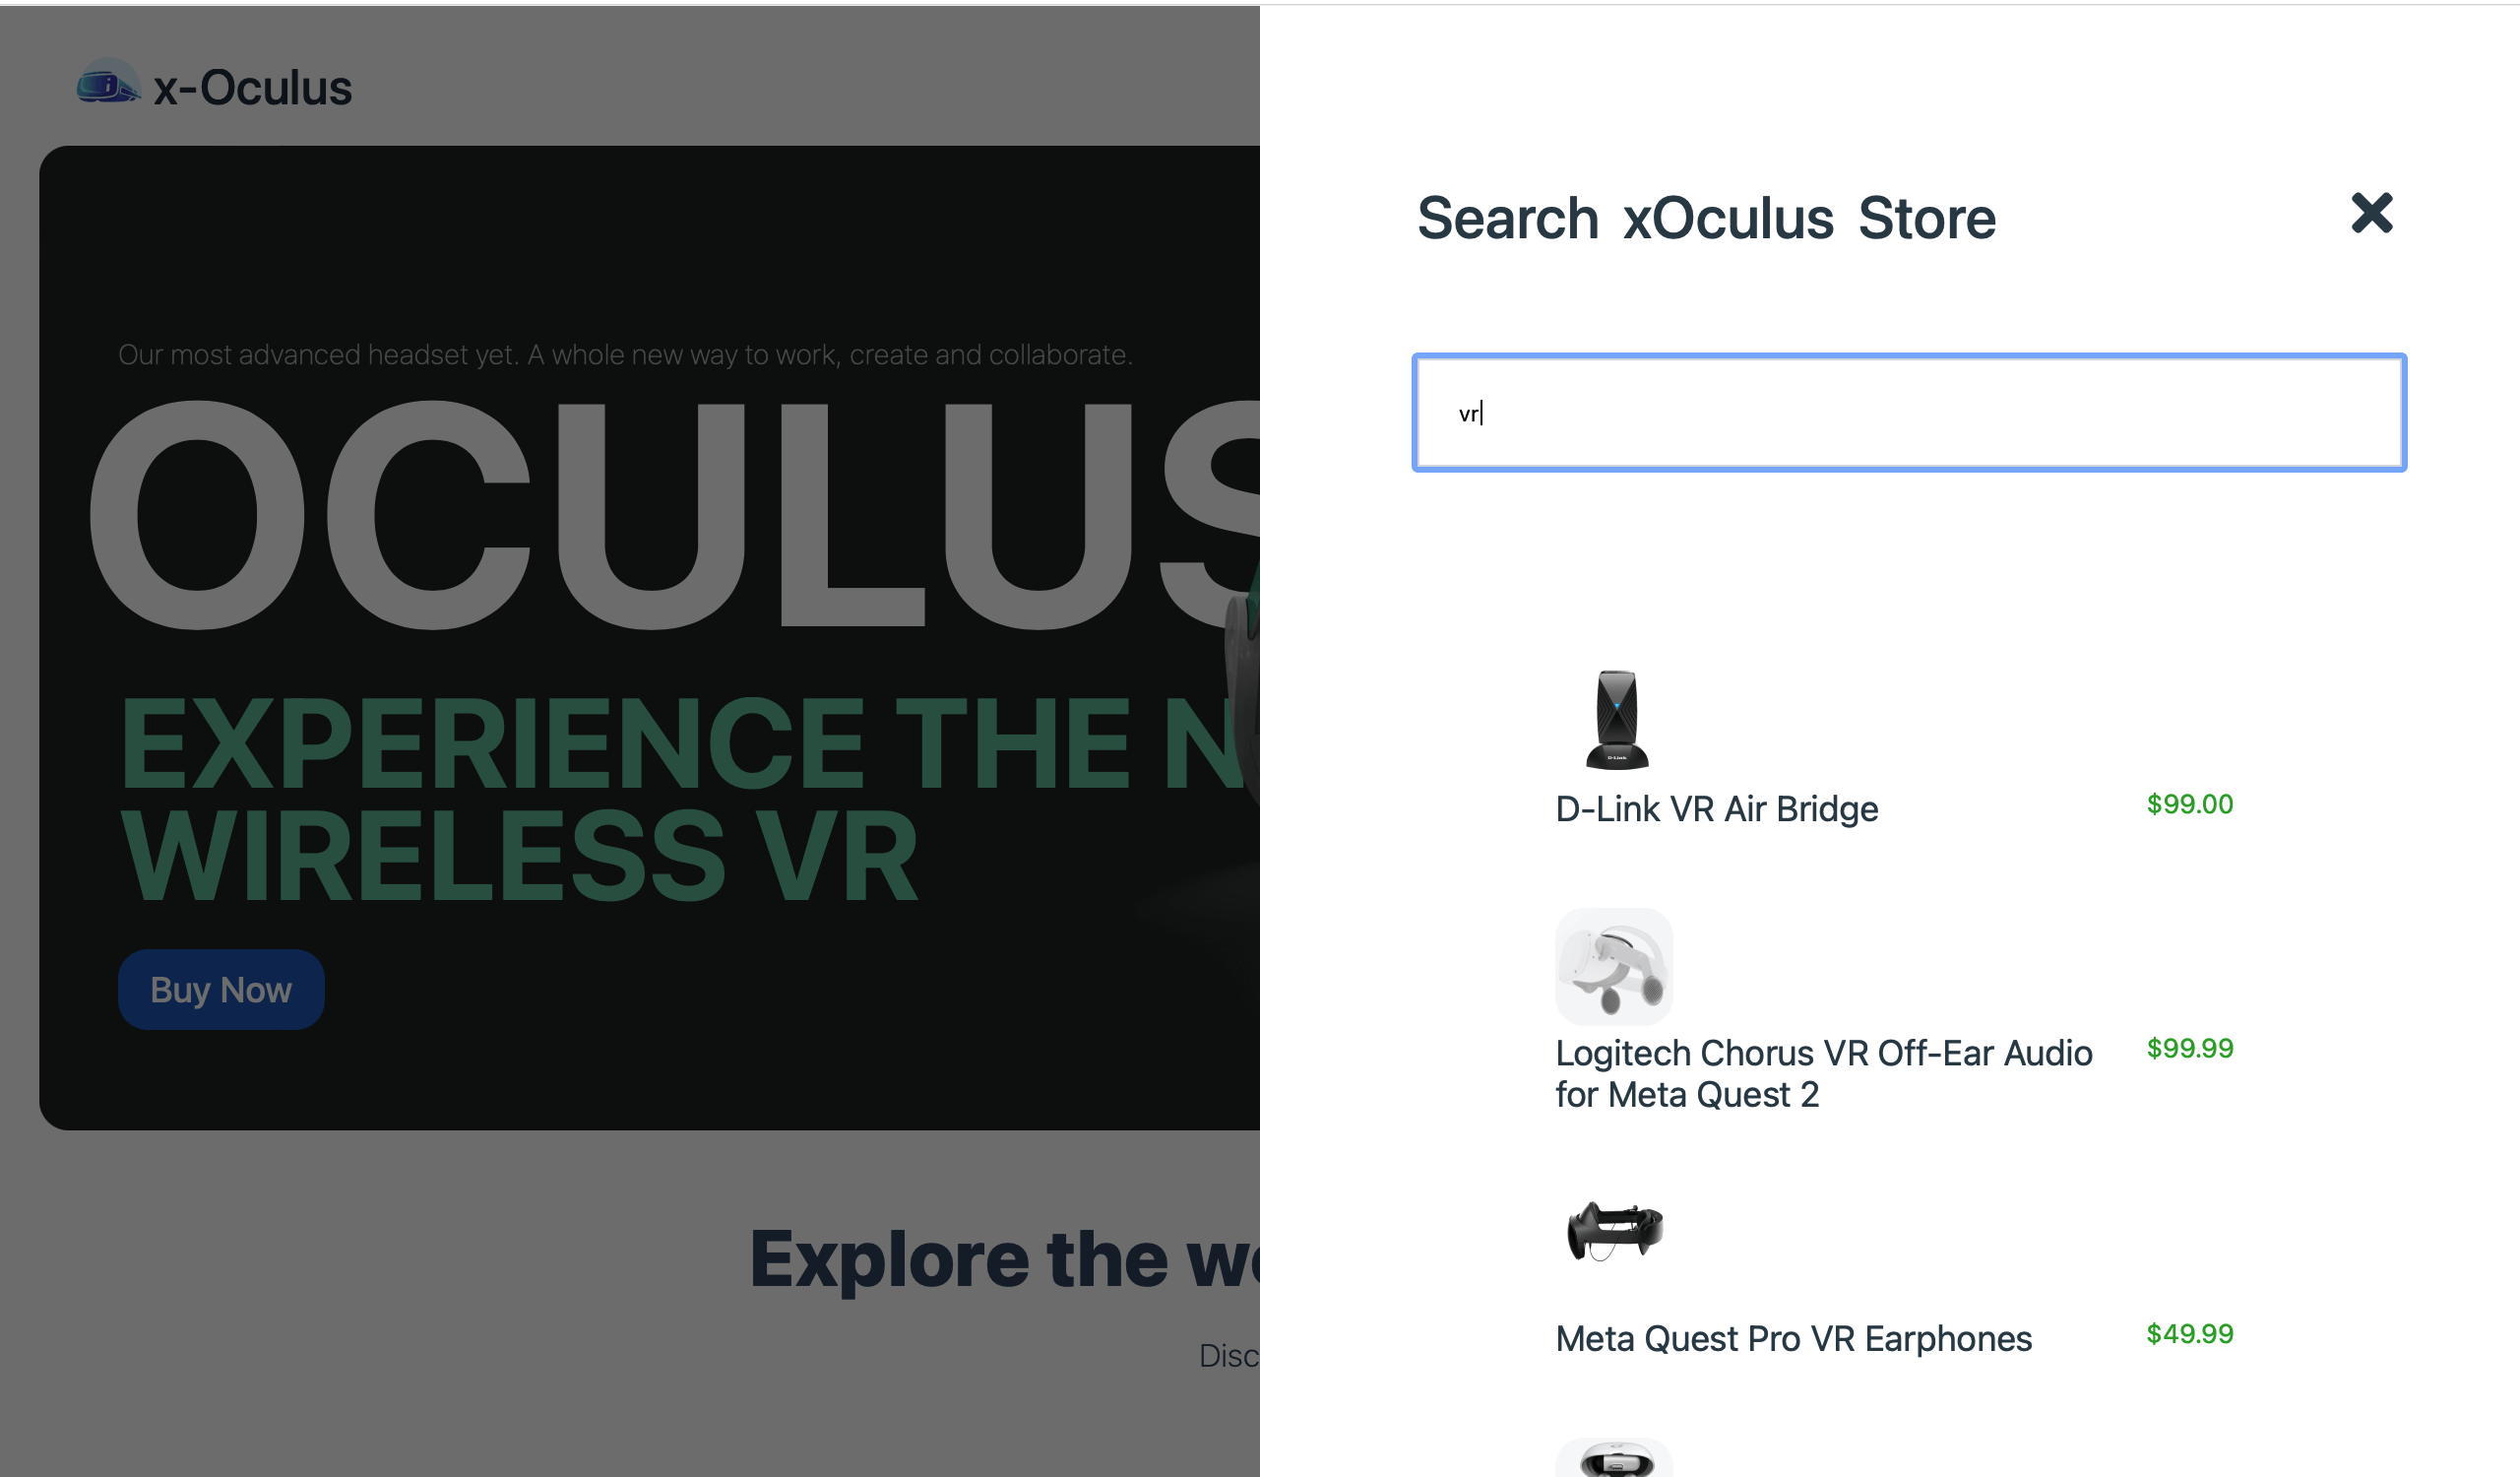 x-Oculus
Our most advanced headset yet. A whole new way to work, create and collaborate.
OCULUS
EXPERIENCE THE N
WIRELESS VR
Buy Now
Explore the we
Disc
Search xOculus Store
vr
D-Link
D-Link VR Air Bridge
$99.00
Logitech Chorus VR Off-Ear Audio
for Meta Quest 2
$99.99
Meta Quest Pro VR Earphones
$49.99